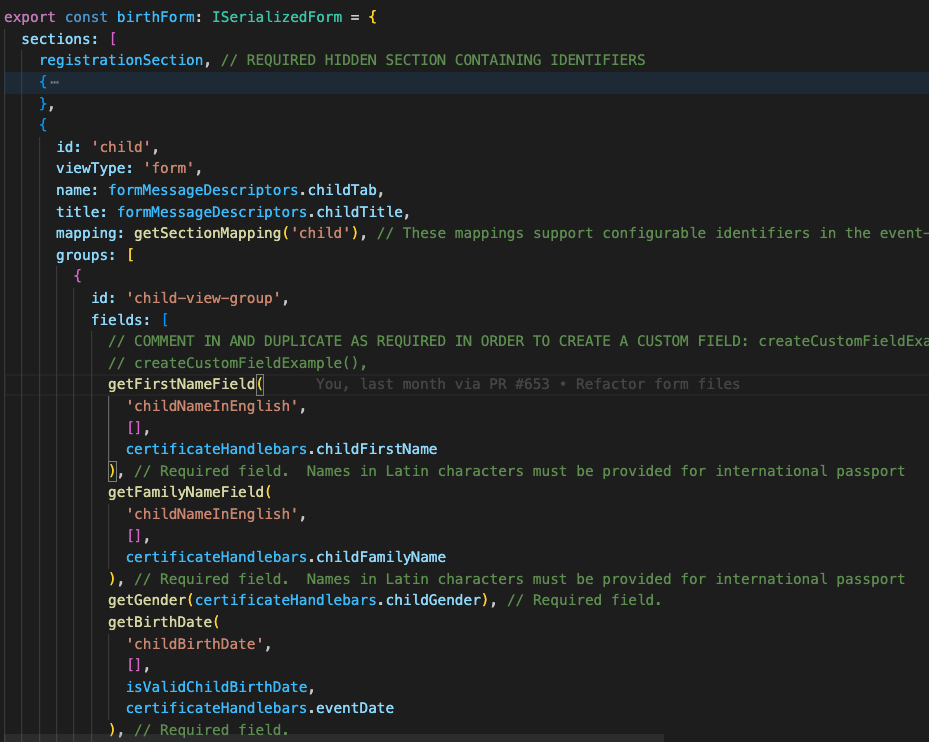 export const birthForm: ISerializedForm = {
sections: [
registrationSection, // REQUIRED HIDDEN SECTION CONTAINING IDENTIFIERS
{ …
},
{
id: 'child',
viewType: 'form',
name: formMessageDescriptors.childTab,
title: formMessageDescriptors.childTitle,
mapping: getSectionMapping('child'), // These mappings support configurable identifiers in the event-
groups: [
{
id: 'child-view-group',
fields: [
// COMMENT IN AND DUPLICATE AS REQUIRED IN ORDER TO CREATE A CUSTOM FIELD: createCustomFieldExa
// createCustomFieldExample(),
getFirstNameField( You, last month via PR #653 • Refactor form files
'childNameInEnglish',
[],
certificateHandlebars.childFirstName
), // Required field.  Names in Latin characters must be provided for international passport
getFamilyNameField(
'childNameInEnglish',
[],
certificateHandlebars.childFamilyName
), // Required field.  Names in Latin characters must be provided for international passport
getGender(certificateHandlebars.childGender), // Required field.
getBirthDate(
'childBirthDate',
[],
isValidChildBirthDate,
certificateHandlebars.eventDate
), // Required field.